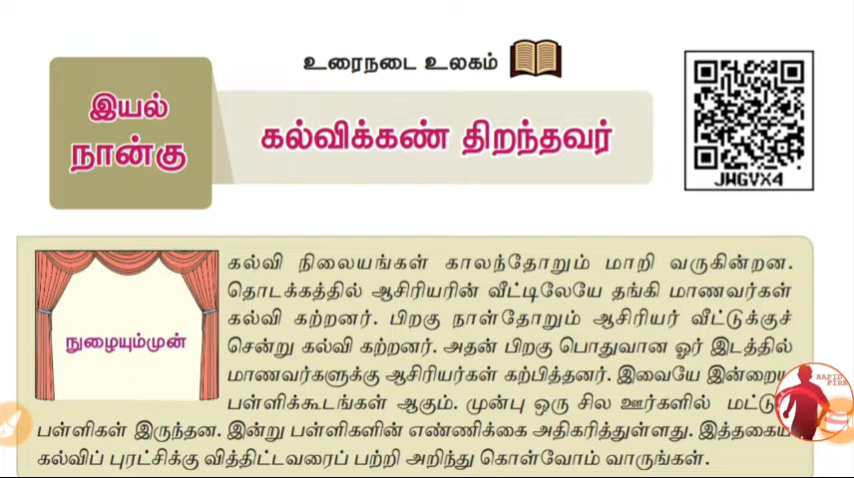 உரைநடை உலகம்
இயல்
நான்கு
கல்விக்கண் திறந்தவர்
JWGVX4
நுழையும்முன்
கல்வி நிலையங்கள் காலந்தோறும் மாறி வருகின்றன.
தொடக்கத்தில் ஆசிரியரின் வீட்டிலேயே தங்கி மாணவர்கள்
கல்வி கற்றனர். பிறகு நாள்தோறும் ஆசிரியர் வீட்டுக்குச்
சென்று கல்வி கற்றனர். அதன் பிறகு பொதுவான ஓர் இடத்தில்
மாணவர்களுக்கு ஆசிரியர்கள் கற்பித்தனர். இவையே
பள்ளிக்கூடங்கள் ஆகும். முன்பு ஒரு சில ஊர்களில்
பள்ளிகள் இருந்தன. இன்று பள்ளிகளின் எண்ணிக்கை அதிகரித்துள்ளது. இத்தகைய
கல்விப் புரட்சிக்கு வித்திட்டவரைப் பற்றி அறிந்து கொள்வோம் வாருங்கள்.
RAPID
FIRE